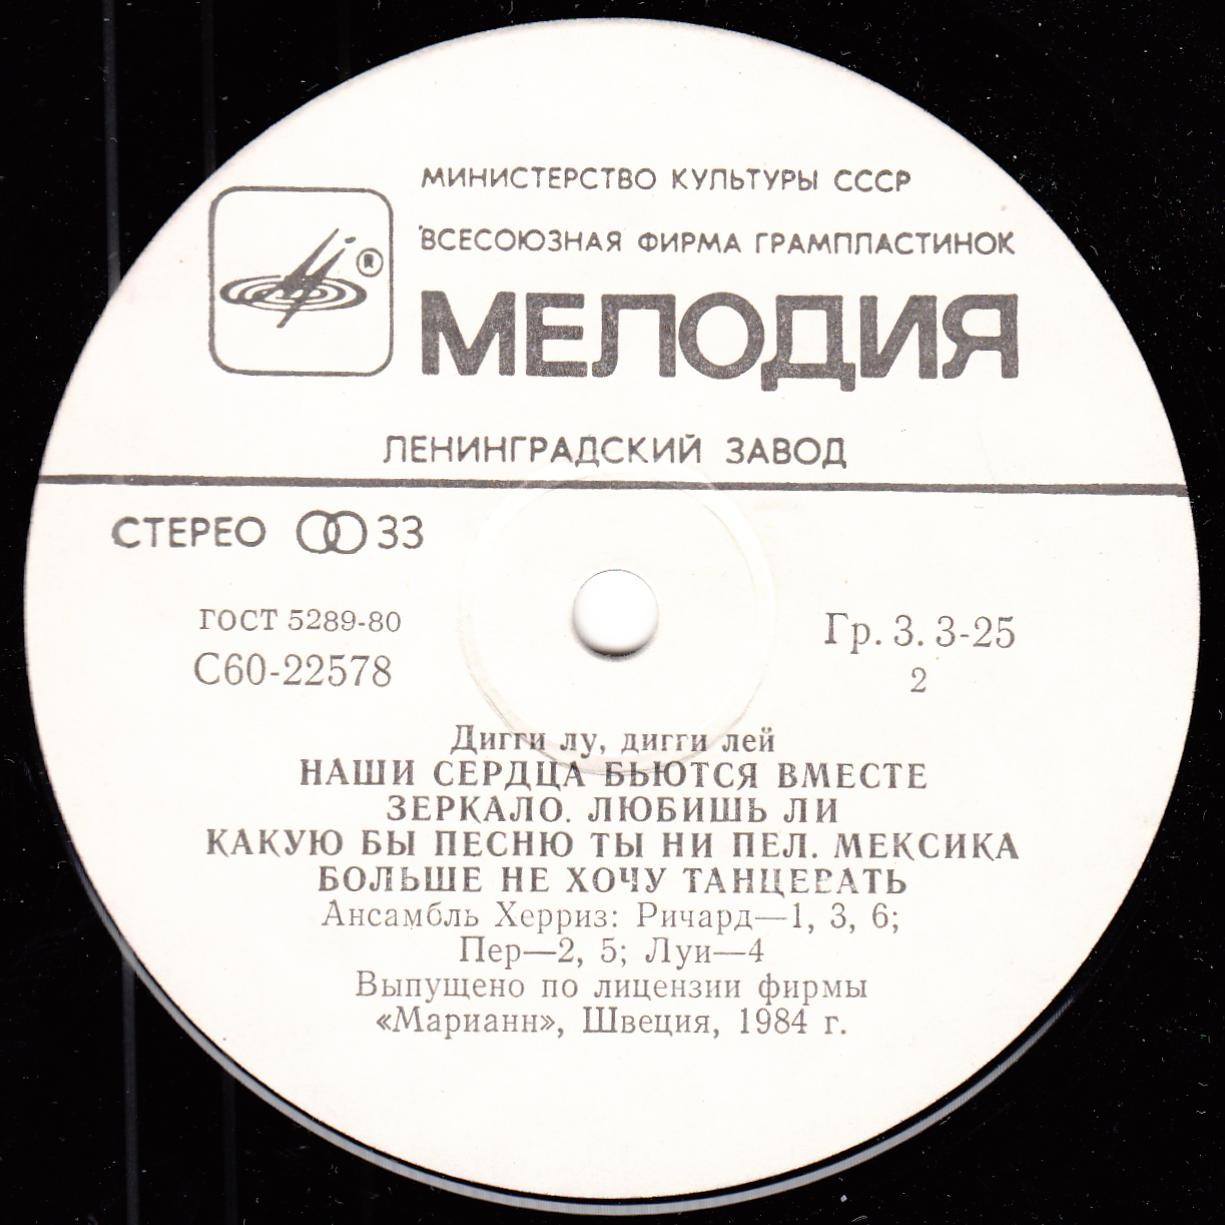 МИНИСТЕРСТВО КУЛЬТУРЫ СССР
ВСЕСОЮЗНАЯ ФИРМА ГРАМПЛАСТИНОК
®
МЕЛОДИЯ
ЛЕНИНГРАДСКИЙ ЗАВОД
СТЕРЕО 33
ГОСТ 5289-80
С60-22578
Гр. 3. 3-25
2
Дигги лу, дигги лей
НАШИ СЕРДЦА БЬЮТСЯ ВМЕСТЕ
ЗЕРКАЛО. ЛЮБИШЬ ЛИ
КАКУЮ БЫ ПЕСНЮ ТЫ НИ ПЕЛ. МЕКСИКА
БОЛЬШЕ НЕ ХОЧУ ТАНЦЕВАТЬ
Ансамбль Херриз: Ричард—1, 3, 6;
Пер—2, 5; Луи—4
Выпущено по лицензии фирмы
«Марианн», Швеция, 1984 г.